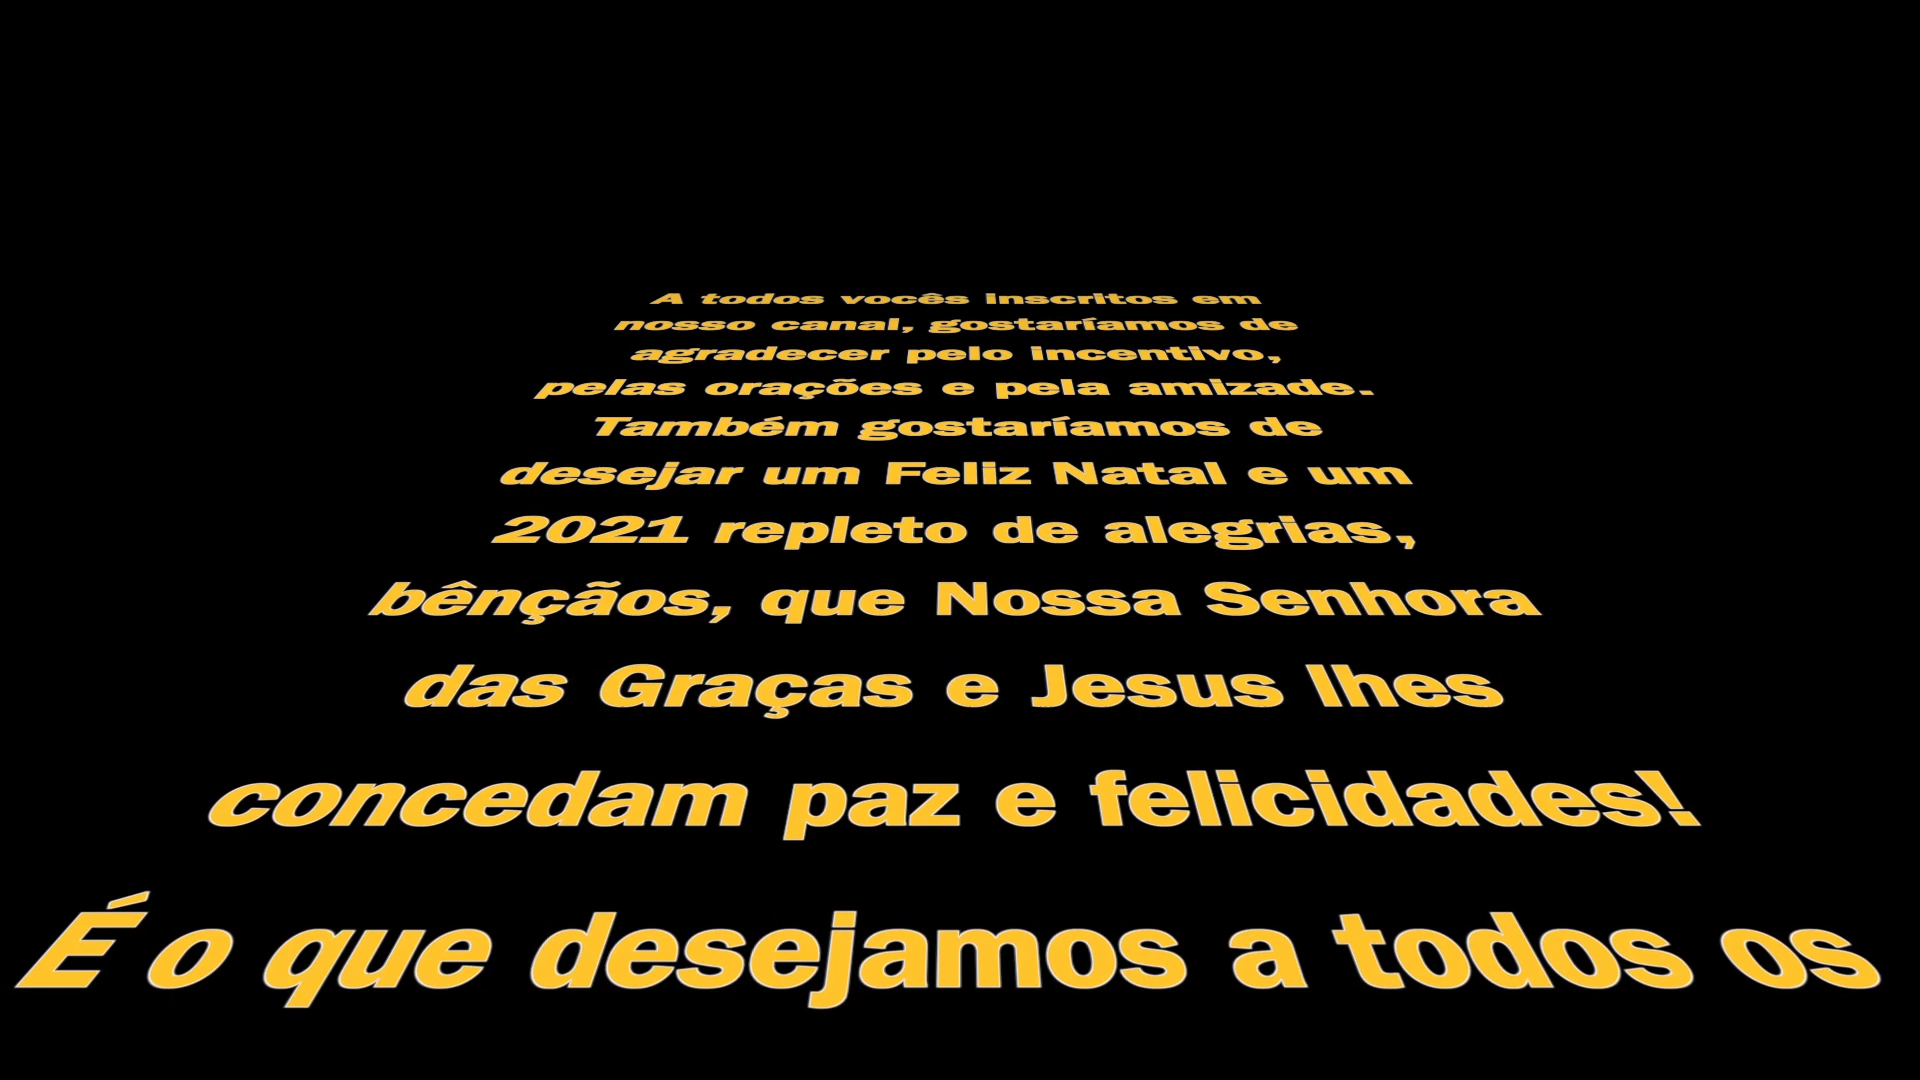 A todos vocês inscritos em
nosso canal, gostaríamos de
agradecer pelo incentivo,
pelas orações e pela amizade.
Também gostaríamos de
desejar um Feliz Natal e um
2021 repleto de alegrias,
bênçãos, que Nossa Senhora
das Graças e Jesus lhes
concedam paz e felicidades!
É o que desejamos a todos os